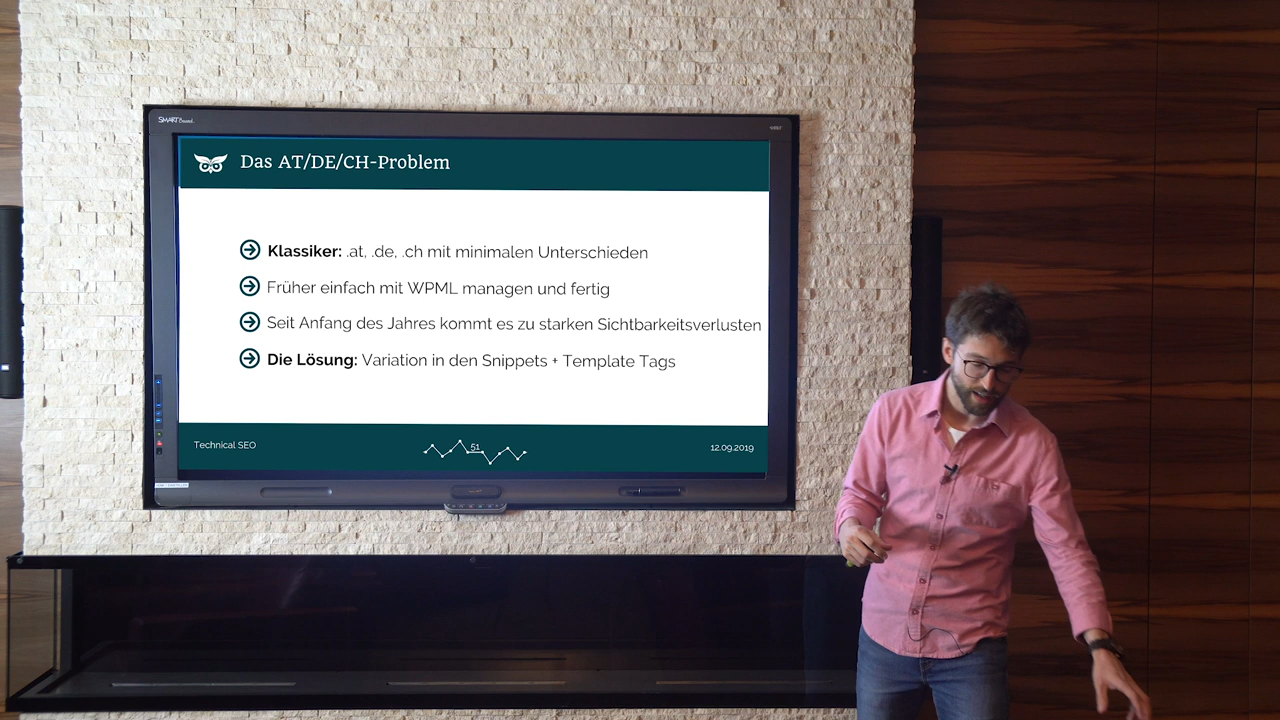 SMART Board
Das AT/DE/CH-Problem
Klassiker: .at, .de, .ch mit minimalen Unterschieden
Früher einfach mit WPML managen und fertig
Seit Anfang des Jahres kommt es zu starken Sichtbarkeitsverlusten
Die Lösung: Variation in den Snippets + Template Tags
Technical SEO
51
12.09.2019